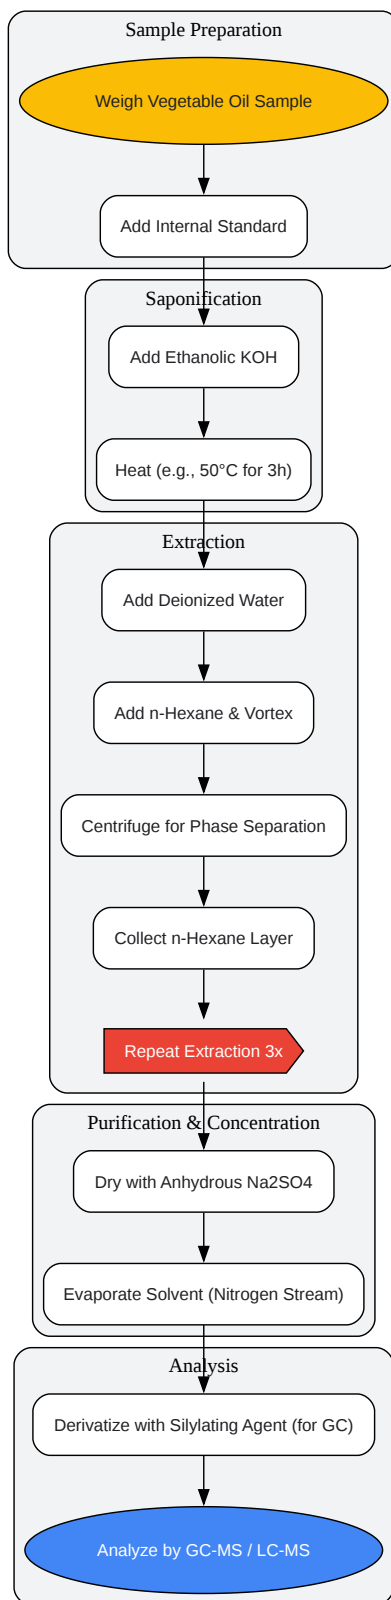 Sample Preparation
Weigh Vegetable Oil Sample
Add Internal Standard
Saponification
Add Ethanolic KOH
Heat (e.g., 50°C for 3h)
Extraction
Add Deionized Water
Add n-Hexane & Vortex
Centrifuge for Phase Separation
Collect n-Hexane Layer
Repeat Extraction 3x
Purification & Concentration
Dry with Anhydrous Na2SO4
Evaporate Solvent (Nitrogen Stream)
Analysis
Derivatize with Silylating Agent (for GC)
Analyze by GC-MS / LC-MS